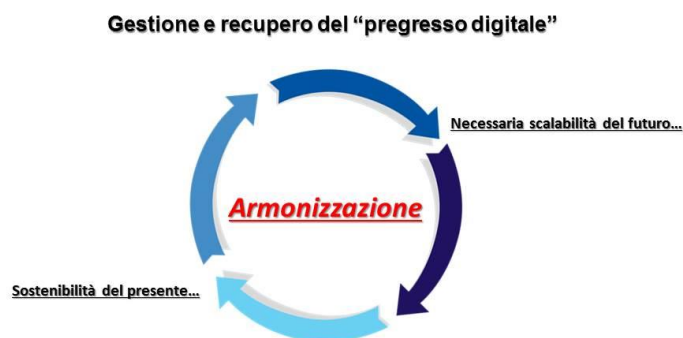 Gestione e recupero del “pregresso digitale”
Necessaria scalabilità del futuro...
Armonizzazione
Sostenibilità del presente...